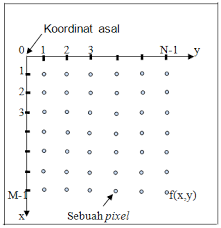 Koordinat asal
0 1 2 3 N-1 y
1
2
3
M-1 f(x,y)
x Sebuah pixel